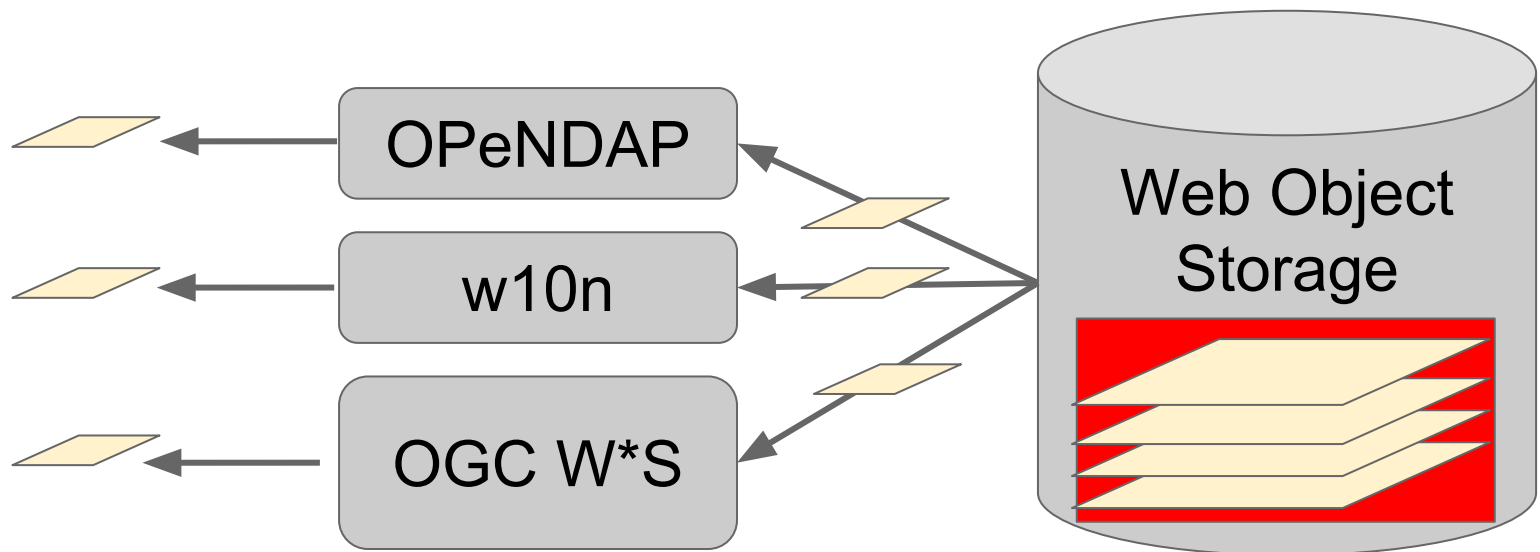 OPeNDAP
w10n
OGC W*S
Web Object
Storage